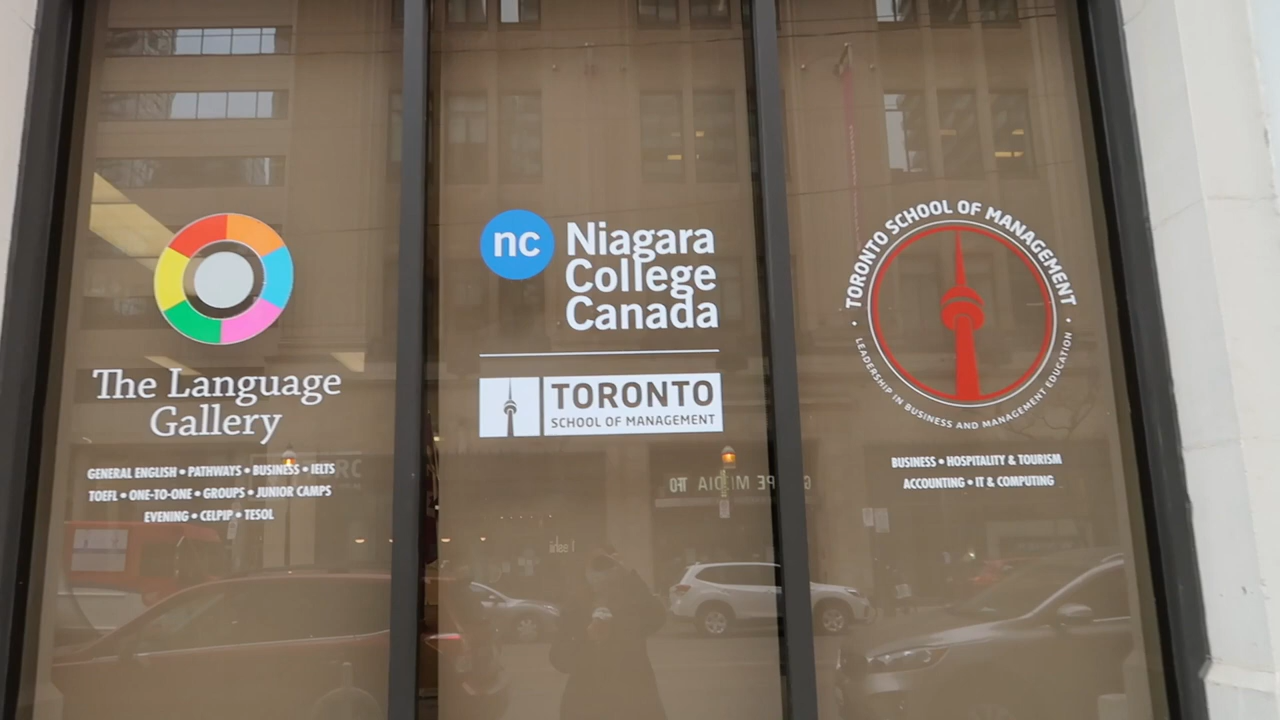 The Language
Gallery
GENERAL ENGLISH • PATHWAYS • BUSINESS • IELTS
TOEFL • ONE-TO-ONE • GROUPS • JUNIOR CAMPS
EVENING • CELPIP • TESOL
nc
Niagara
College
Canada
TORONTO
SCHOOL OF MANAGEMENT
TORONTO SCHOOL OF MANAGEMENT
• LEADERSHIP IN BUSINESS AND MANAGEMENT EDUCATION •
BUSINESS • HOSPITALITY & TOURISM
ACCOUNTING • IT & COMPUTING